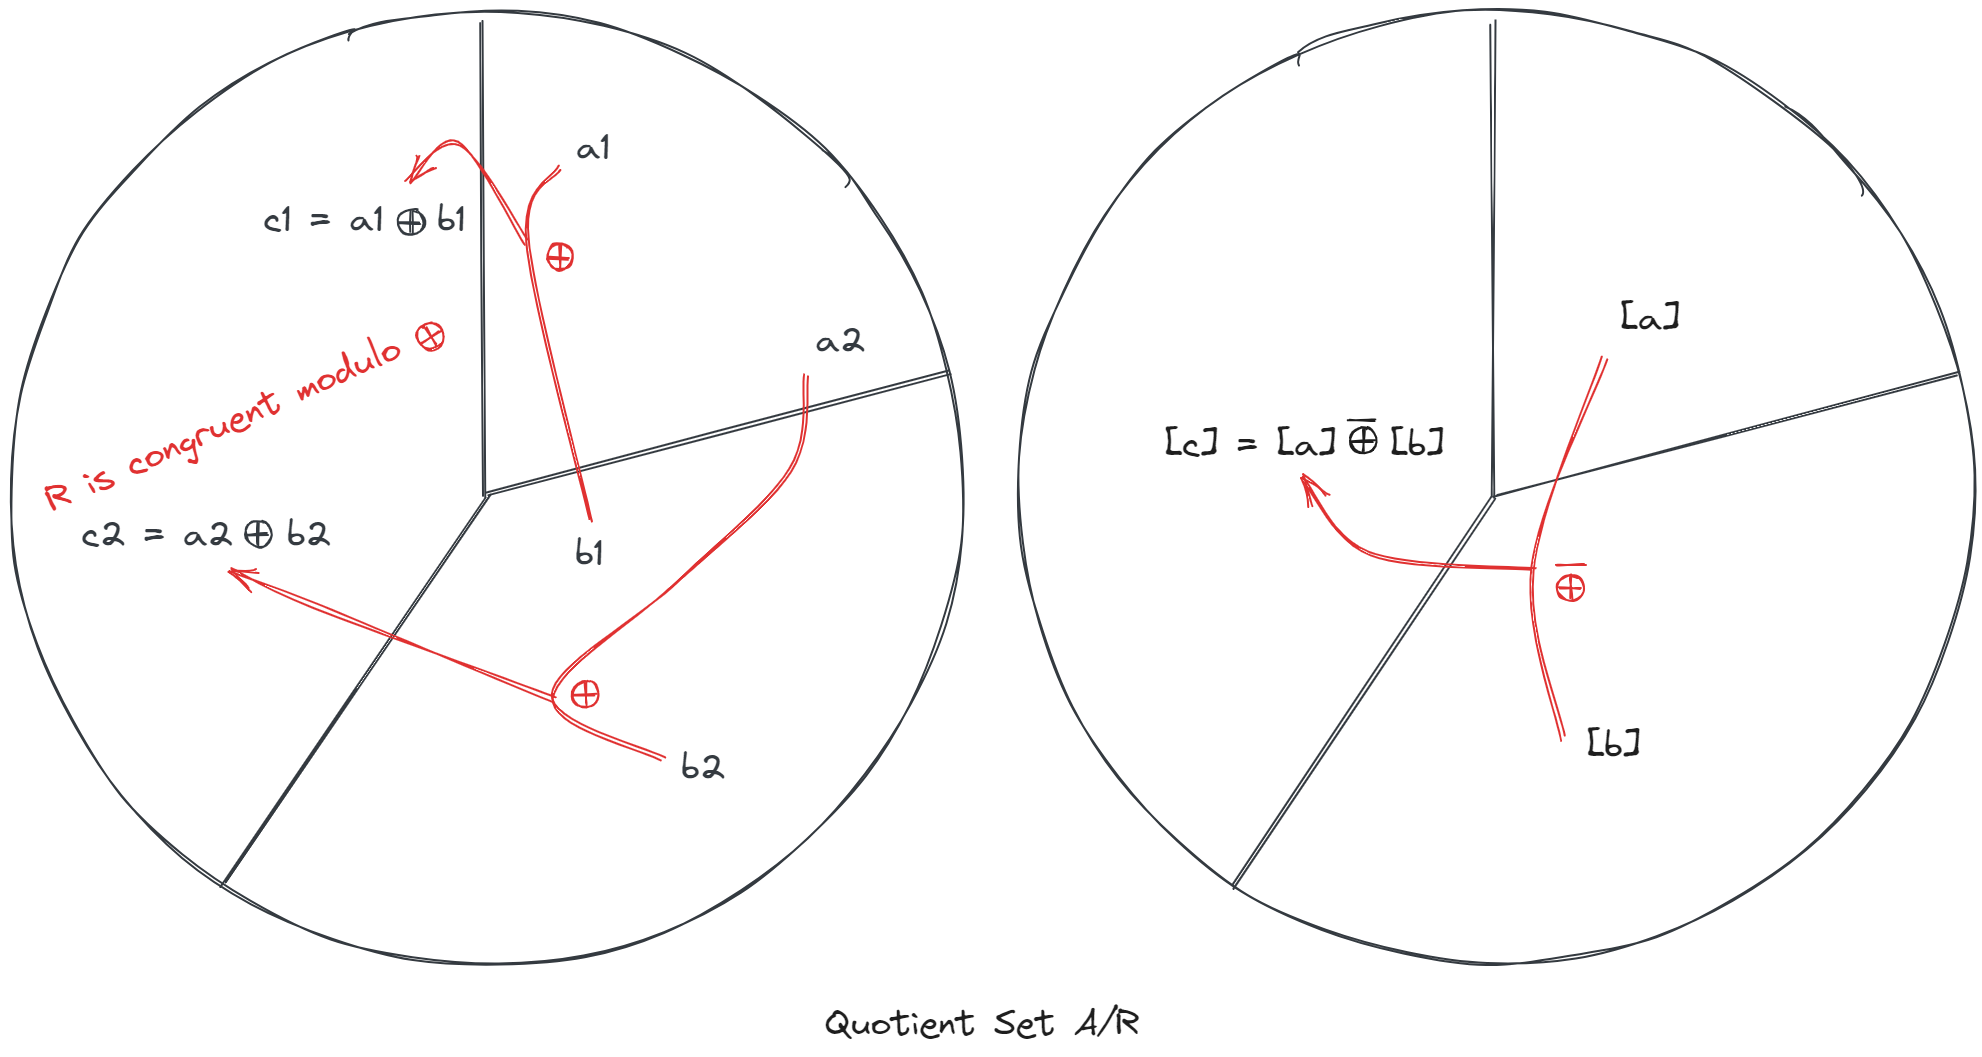 a1
c1 = a1 ⊕ b1
⊕
R is congruent modulo ⊕
a2
c2 = a2 ⊕ b2
b1
⊕
b2
[a]
[c] = [a] ⊕̅ [b]
⊕̅
[b]
Quotient Set A/R